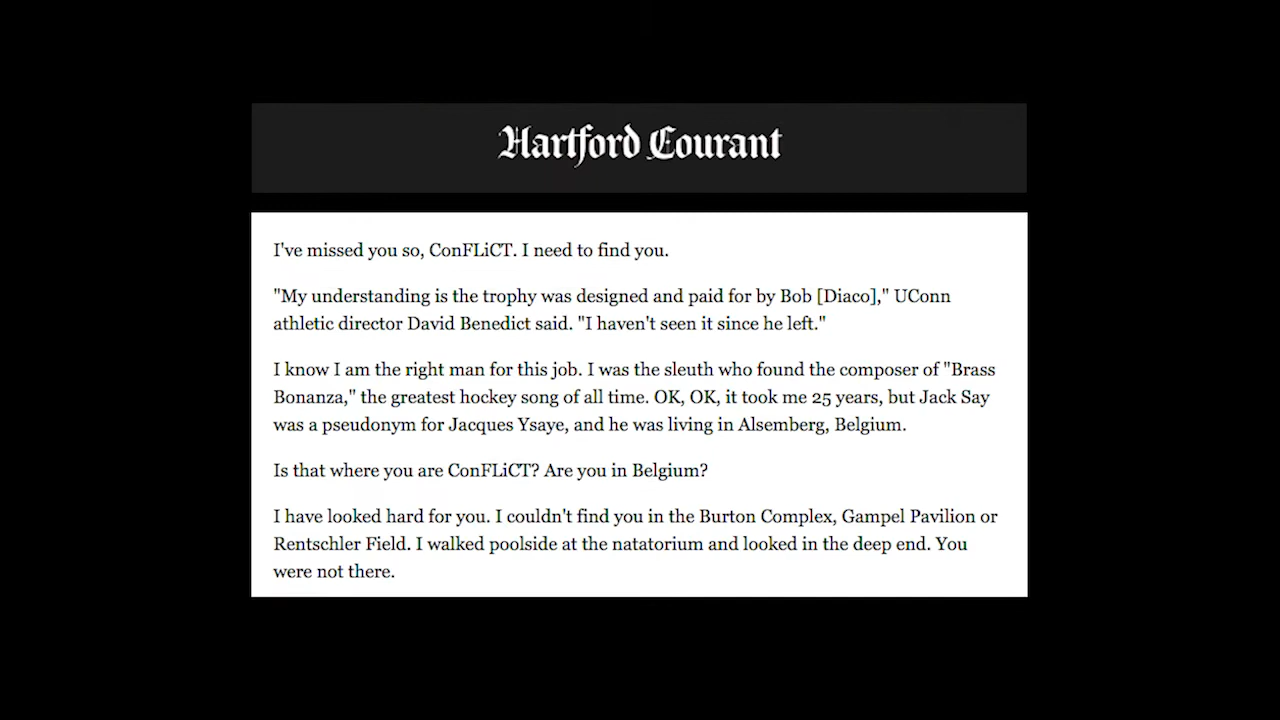 Hartford Courant
I've missed you so, ConFLiCT. I need to find you.
"My understanding is the trophy was designed and paid for by Bob [Diaco]," UConn
athletic director David Benedict said. "I haven't seen it since he left."
I know I am the right man for this job. I was the sleuth who found the composer of "Brass
Bonanza," the greatest hockey song of all time. OK, OK, it took me 25 years, but Jack Say
was a pseudonym for Jacques Ysaye, and he was living in Alsemberg, Belgium.
Is that where you are ConFLiCT? Are you in Belgium?
I have looked hard for you. I couldn't find you in the Burton Complex, Gampel Pavilion or
Rentschler Field. I walked poolside at the natatorium and looked in the deep end. You
were not there.